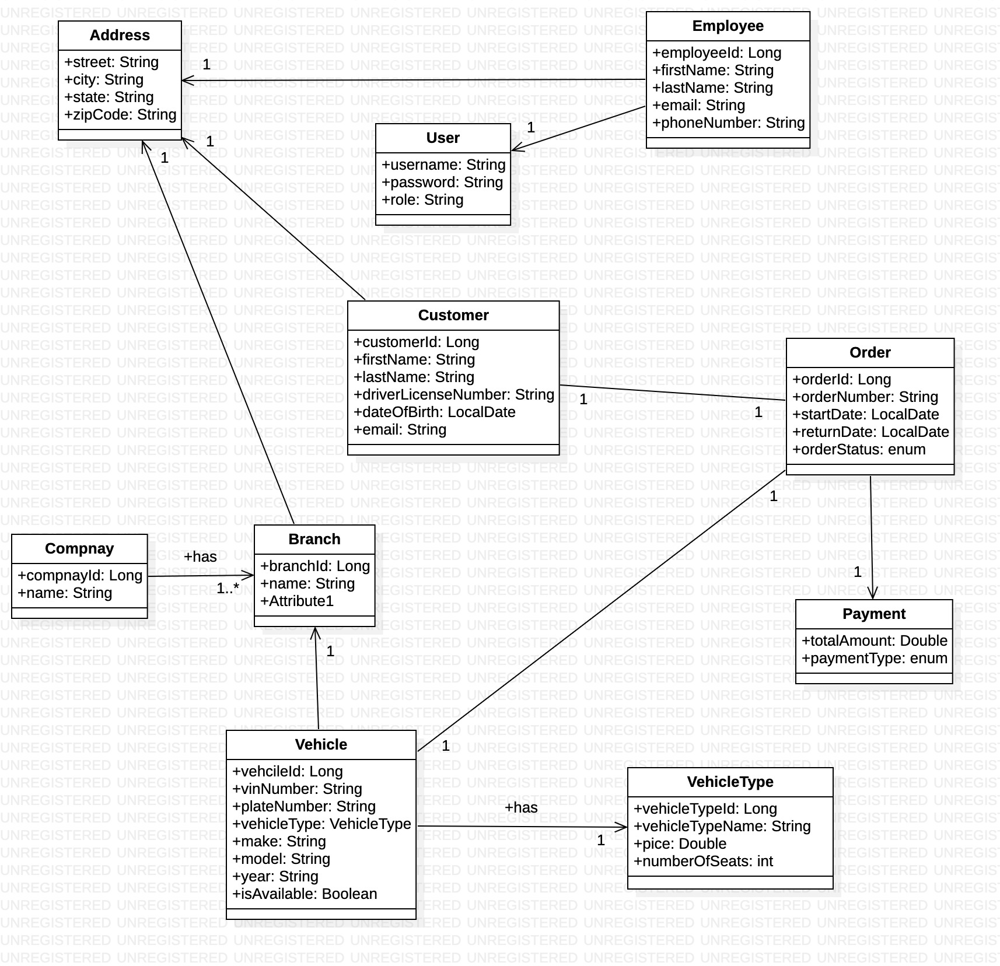 Address
+street: String
+city: String
+state: String
+zipCode: String
Employee
+employeeId: Long
+firstName: String
+lastName: String
+email: String
+phoneNumber: String
1
1
User
+username: String
+password: String
+role: String
1
1
Customer
+customerId: Long
+firstName: String
+lastName: String
+driverLicenseNumber: String
+dateOfBirth: LocalDate
+email: String
1
1
Order
+orderId: Long
+orderNumber: String
+startDate: LocalDate
+returnDate: LocalDate
+orderStatus: enum
1
Compnay
+compnayId: Long
+name: String
+has
1..*
Branch
+branchId: Long
+name: String
+Attribute1
1
1
Payment
+totalAmount: Double
+paymentType: enum
Vehicle
+vehcileId: Long
+vinNumber: String
+plateNumber: String
+vehicleType: VehicleType
+make: String
+model: String
+year: String
+isAvailable: Boolean
1
+has
1
VehicleType
+vehicleTypeId: Long
+vehicleTypeName: String
+pice: Double
+numberOfSeats: int
UNREGISTERED